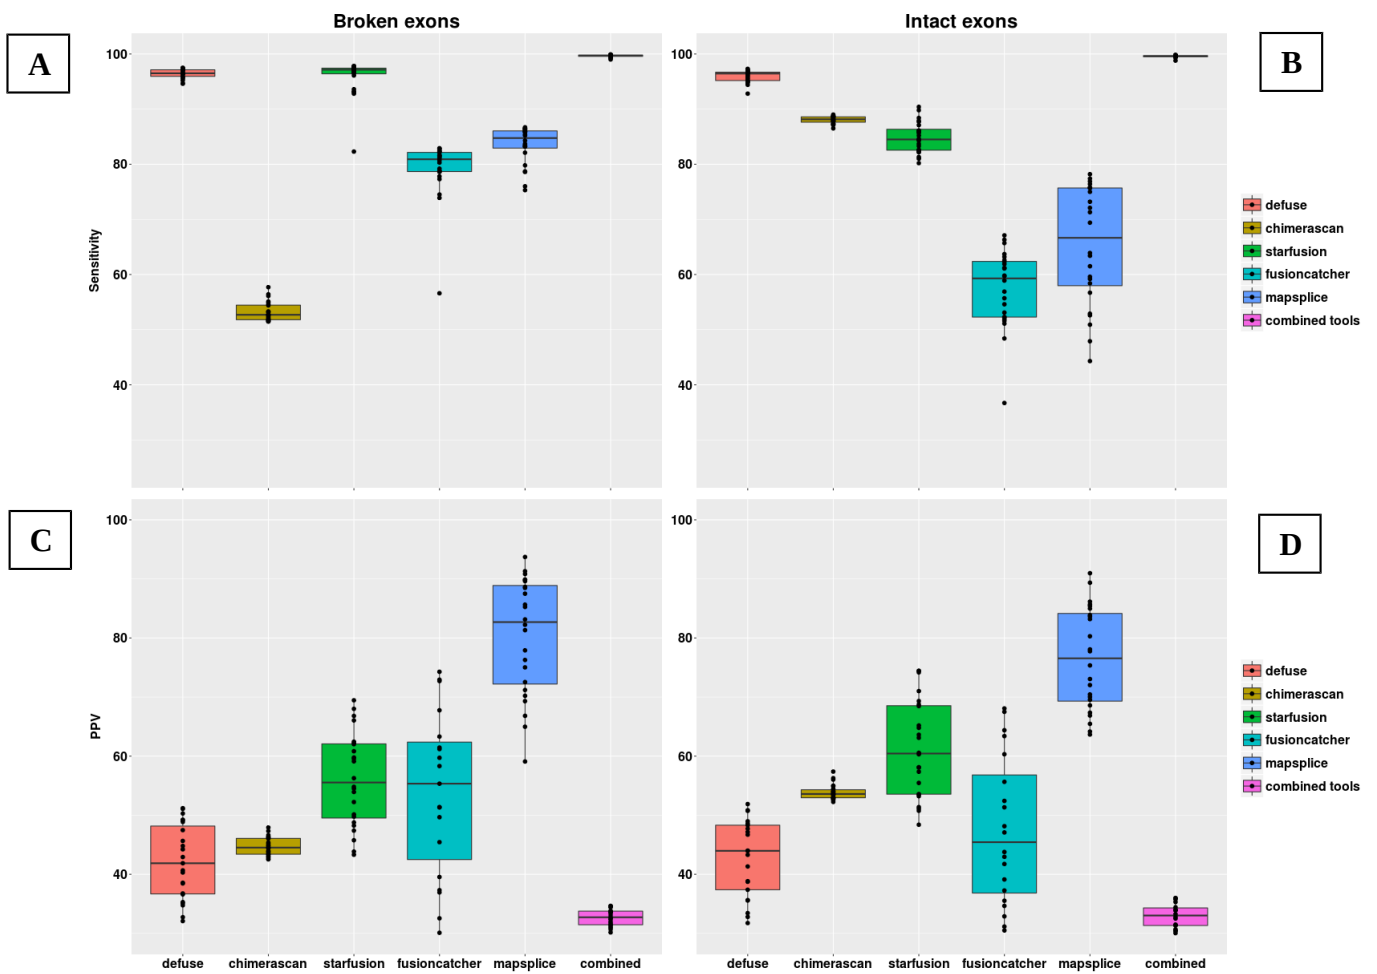 Broken exons
Intact exons
A
B
100
80
60
40
Sensitivity
100
80
60
40
defuse
chimerascan
starfusion
fusioncatcher
mapsplice
combined tools
C
D
100
80
60
40
PPV
100
80
60
40
defuse
chimerascan
starfusion
fusioncatcher
mapsplice
combined tools
defuse chimerascan starfusion fusioncatcher mapsplice combined
defuse chimerascan starfusion fusioncatcher mapsplice combined